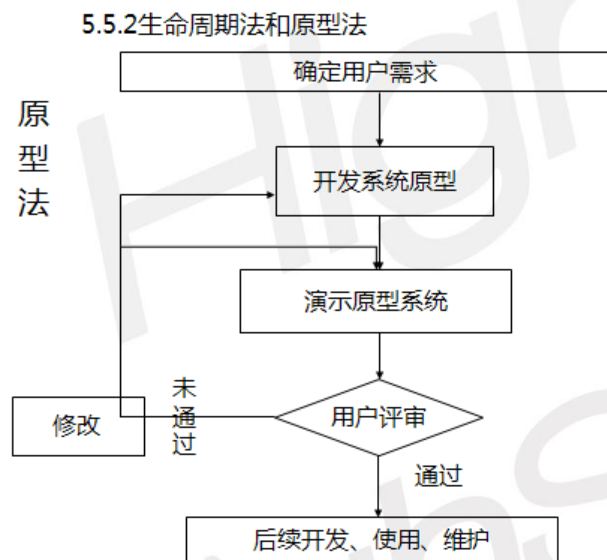 5.5.2生命周期法和原型法
确定用户需求
原型法
开发系统原型
演示原型系统
未通过
修改
用户评审
通过
后续开发、使用、维护